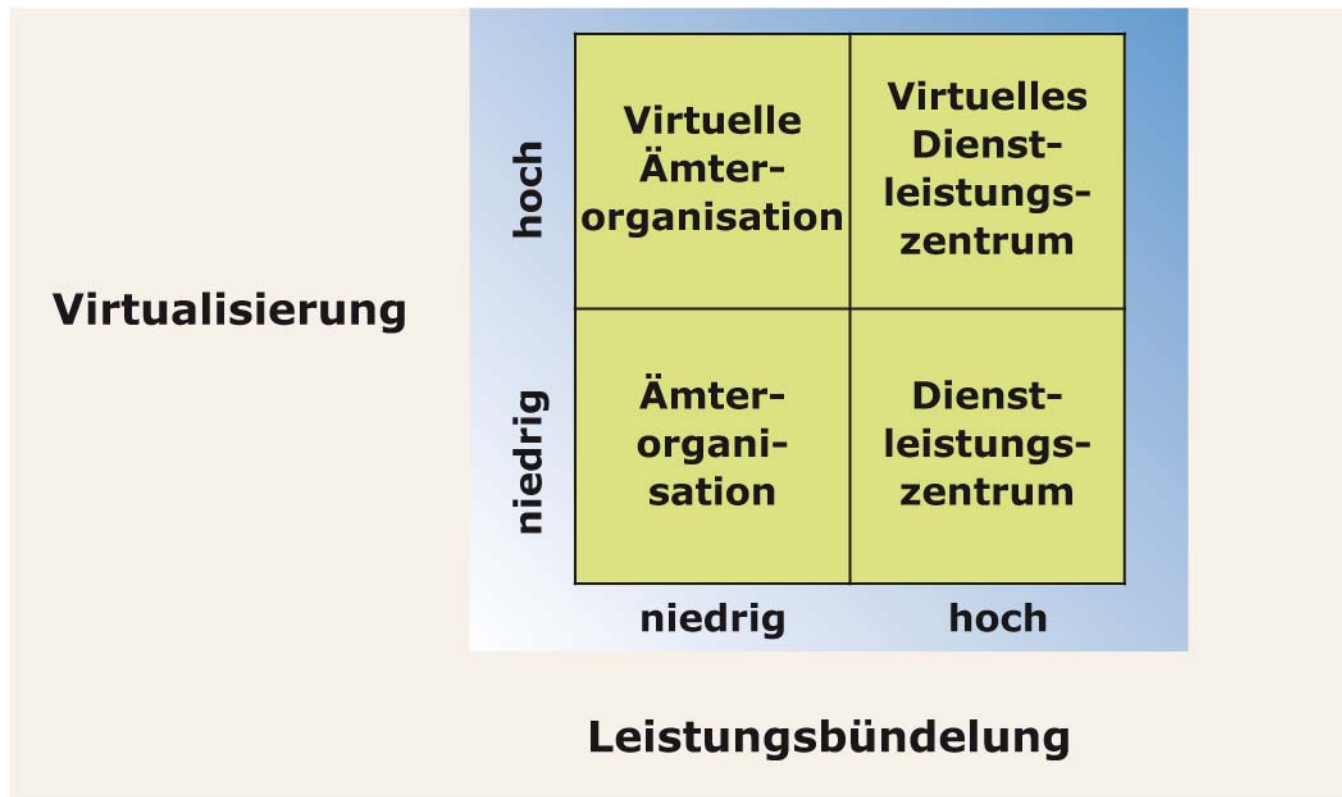 Virtualisierung
hoch
niedrig
Virtuelle
Ämter-
organisation
Virtuelles
Dienst-
leistungs-
zentrum
Ämter-
organi-
sation
Dienst-
leistungs-
zentrum
niedrig
hoch
Leistungsbündelung